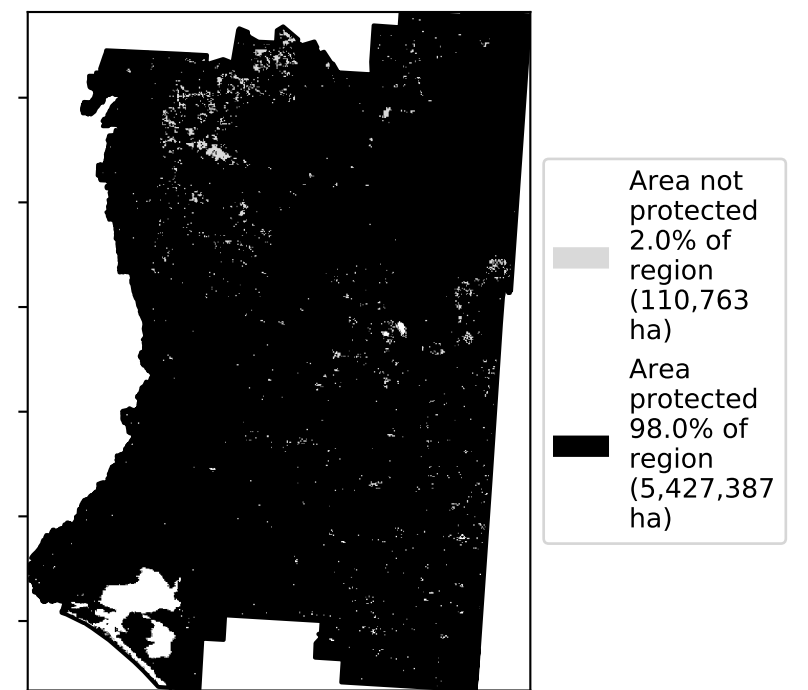 Area not
protected
2.0% of
region
(110,763
ha)
Area
protected
98.0% of
region
(5,427,387
ha)